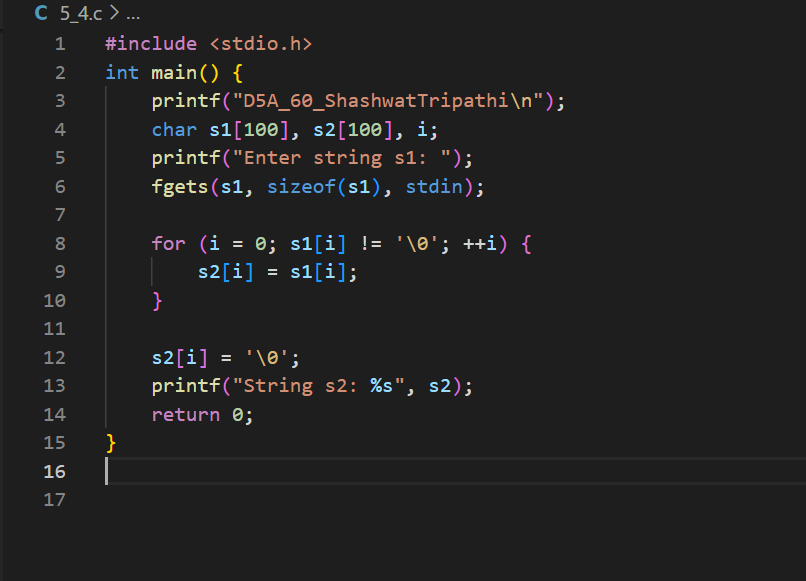 C 5_4.c > ...
1 #include <stdio.h>
2 int main() {
3     printf("D5A_60_ShashwatTripathi\n");
4     char s1[100], s2[100], i;
5     printf("Enter string s1: ");
6     fgets(s1, sizeof(s1), stdin);
7
8     for (i = 0; s1[i] != '\0'; ++i) {
9         s2[i] = s1[i];
10     }
11
12     s2[i] = '\0';
13     printf("String s2: %s", s2);
14     return 0;
15 }
16
17